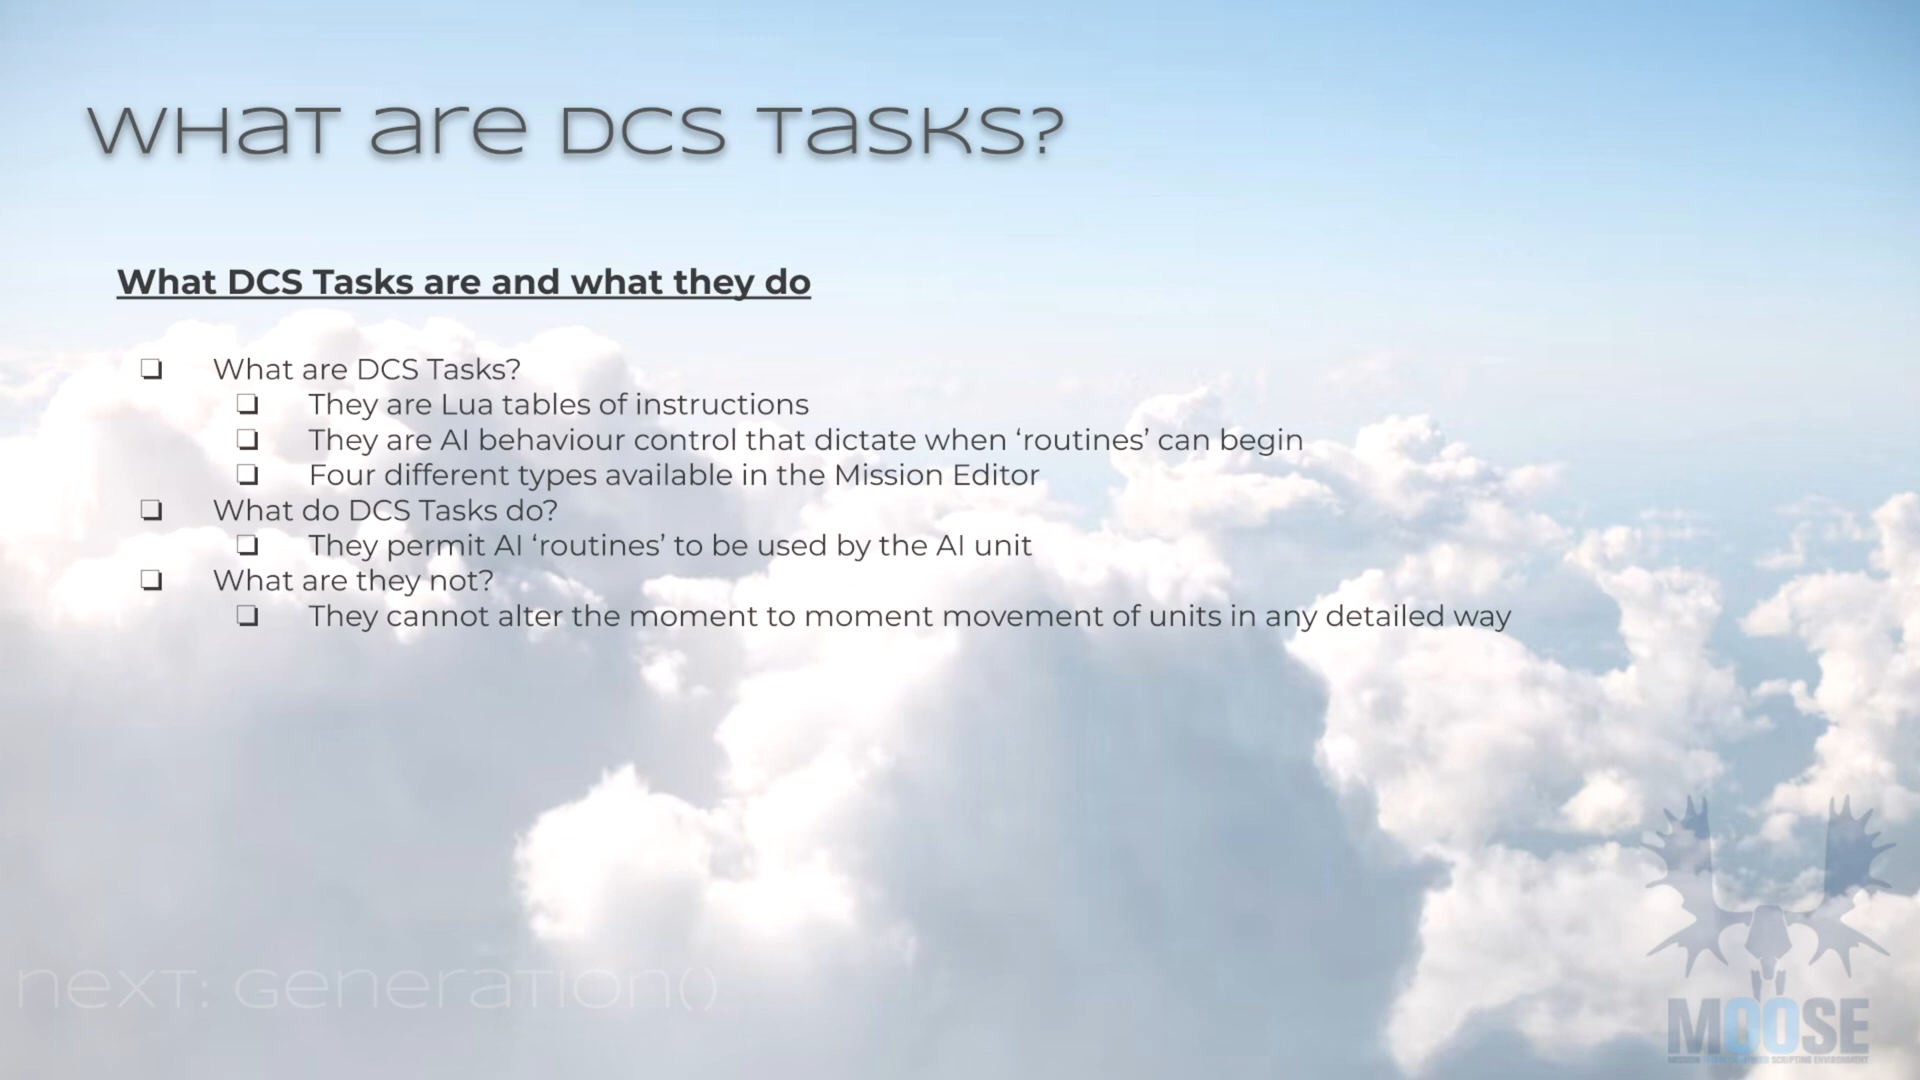 WHaT are DCS Tasks?
What DCS Tasks are and what they do
❏ What are DCS Tasks?
❏ They are Lua tables of instructions
❏ They are AI behaviour control that dictate when ‘routines’ can begin
❏ Four different types available in the Mission Editor
❏ What do DCS Tasks do?
❏ They permit AI ‘routines’ to be used by the AI unit
❏ What are they not?
❏ They cannot alter the moment to moment movement of units in any detailed way
nexT: Generation()
MOOSE
SCRIPTING ENVIRONMENT